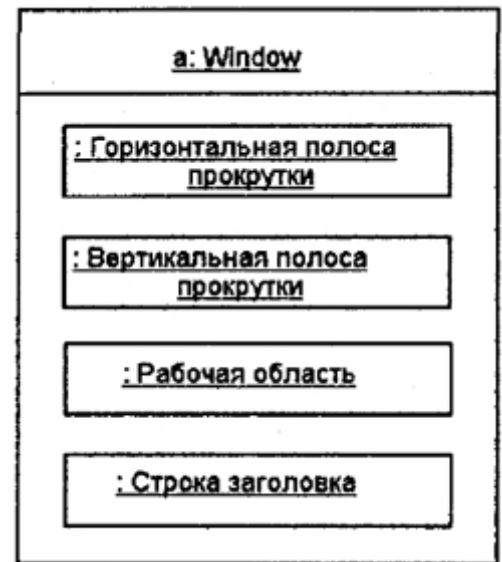 a: Window
: Горизонтальная полоса
прокрутки
: Вертикальная полоса
прокрутки
: Рабочая область
: Строка заголовка